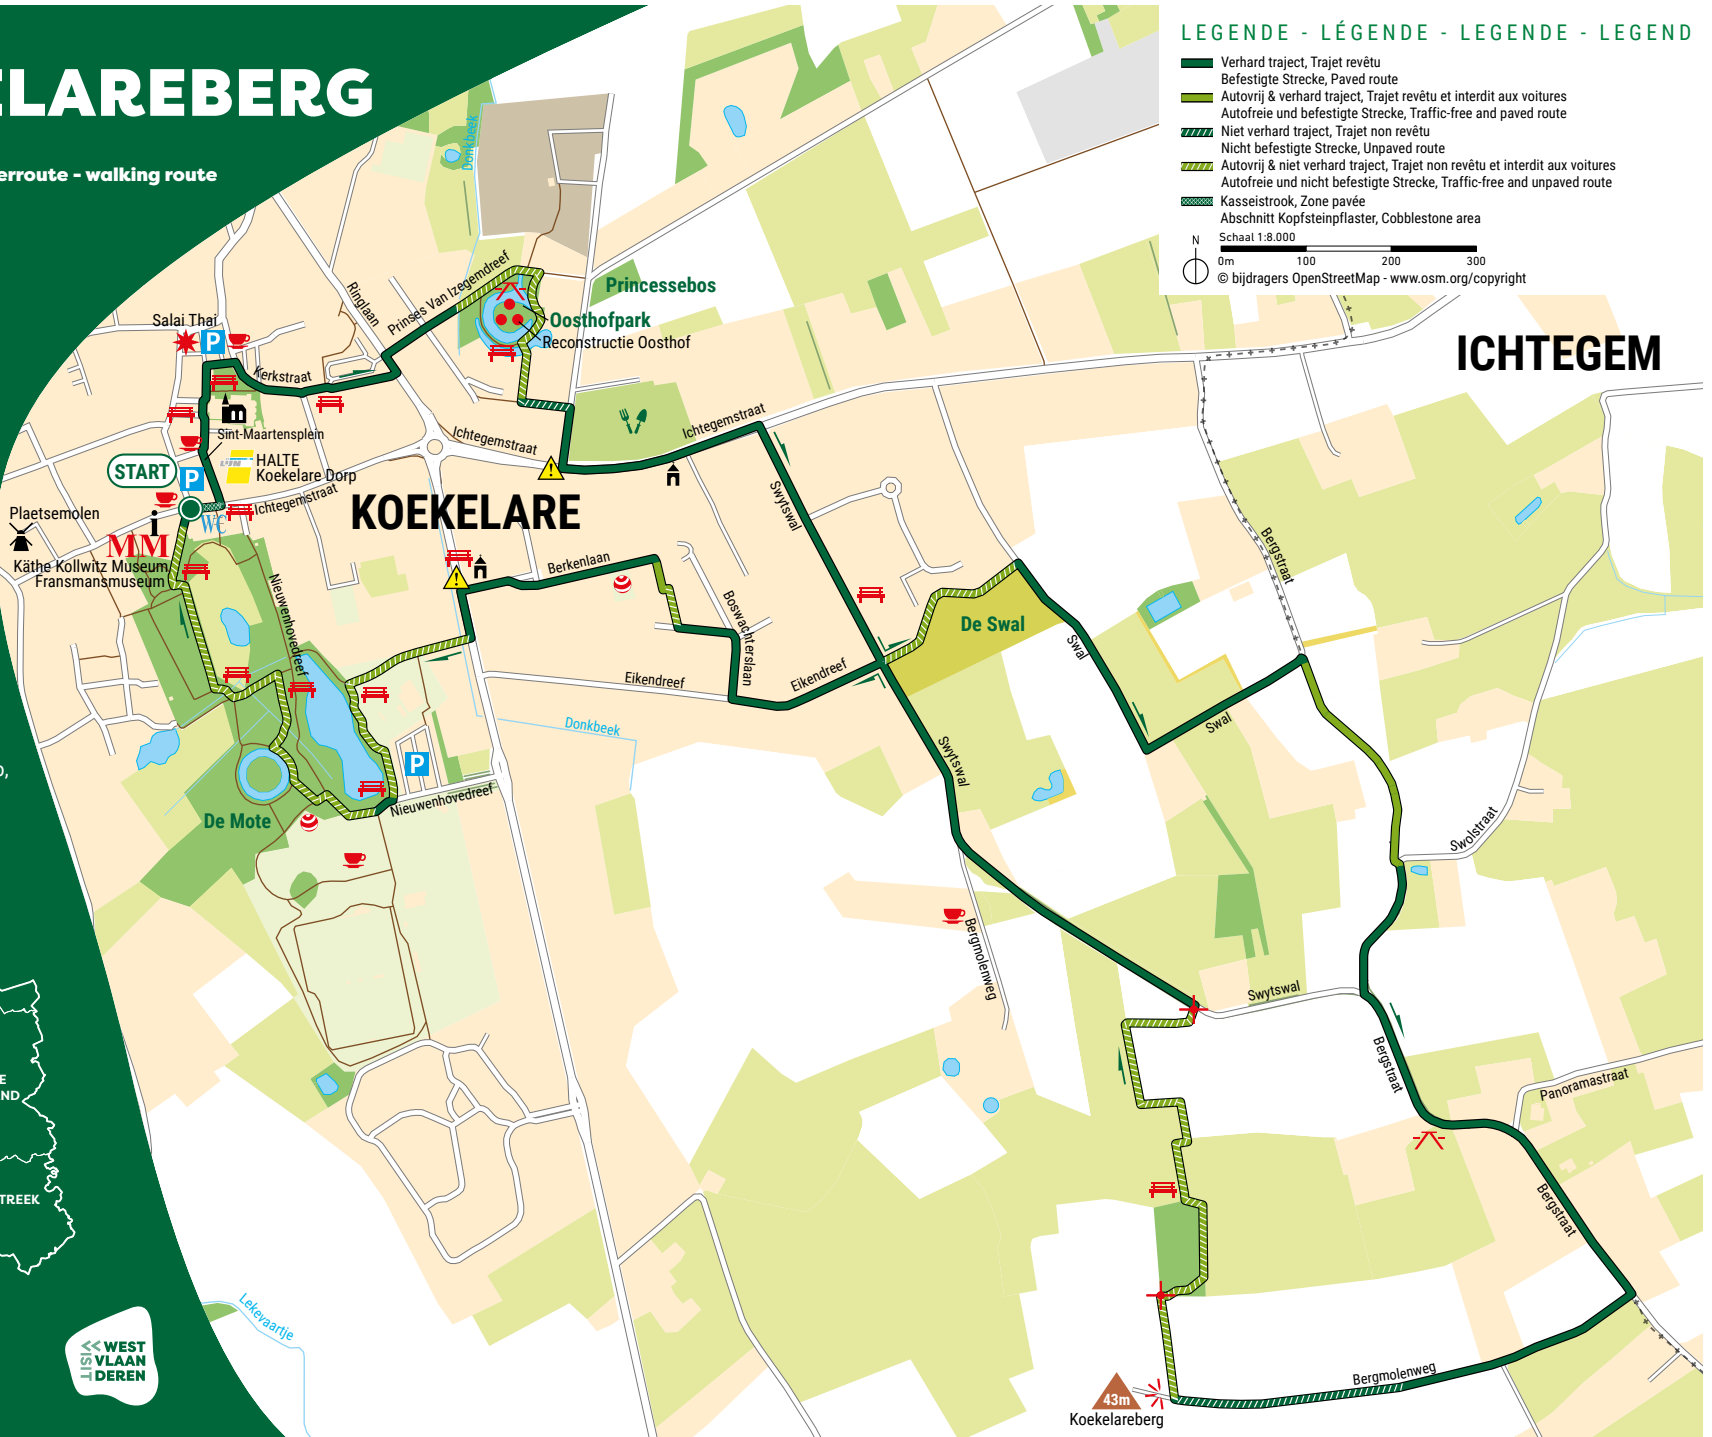 ELAREBERG
erroute - walking route
LEGENDE - LÉGENDE - LEGENDE - LEGEND
Verhard traject, Trajet revêtu
Befestigte Strecke, Paved route
Autovrij & verhard traject, Trajet revêtu et interdit aux voitures
Autofreie und befestigte Strecke, Traffic-free and paved route
Niet verhard traject, Trajet non revêtu
Nicht befestigte Strecke, Unpaved route
Autovrij & niet verhard traject, Trajet non revêtu et interdit aux voitures
Autofreie und nicht befestigte Strecke, Traffic-free and unpaved route
Kasseistrook, Zone pavée
Abschnitt Kopfsteinpflaster, Cobblestone area
N
Schaal 1:8.000
0m 100 200 300
© bijdragers OpenStreetMap - www.osm.org/copyright
Donkbeek
Ringlaan
Prinses Van Izegemdreef
Princessebos
Oosthofpark
Reconstructie Oosthof
ICHTEGEM
Salai Thai
P
Kerkstraat
Sint-Maartensplein
Ichtegemstraat
Ichtegemstraat
START
P
HALTE
Koekelare Dorp
Ichtegemstraat
KOEKELARE
Plaetsemolen
WC
MM
Käthe Kollwitz Museum
Fransmansmuseum
Nieuwenhovedreef
Berkenlaan
Boswachterslaan
Swytswal
Bergstraat
De Swal
Swal
Eikendreef
Eikendreef
Donkbeek
Swal
Swytswal
P
Nieuwenhovedreef
De Mote
Swolstraat
Bergmolenweg
Swytswal
Bergstraat
Panoramastraat
Bergstraat
E
ND
TREEK
Lekevaartje
VISIT
WEST
VLAAN
DEREN
Bergmolenweg
43m
Koekelareberg